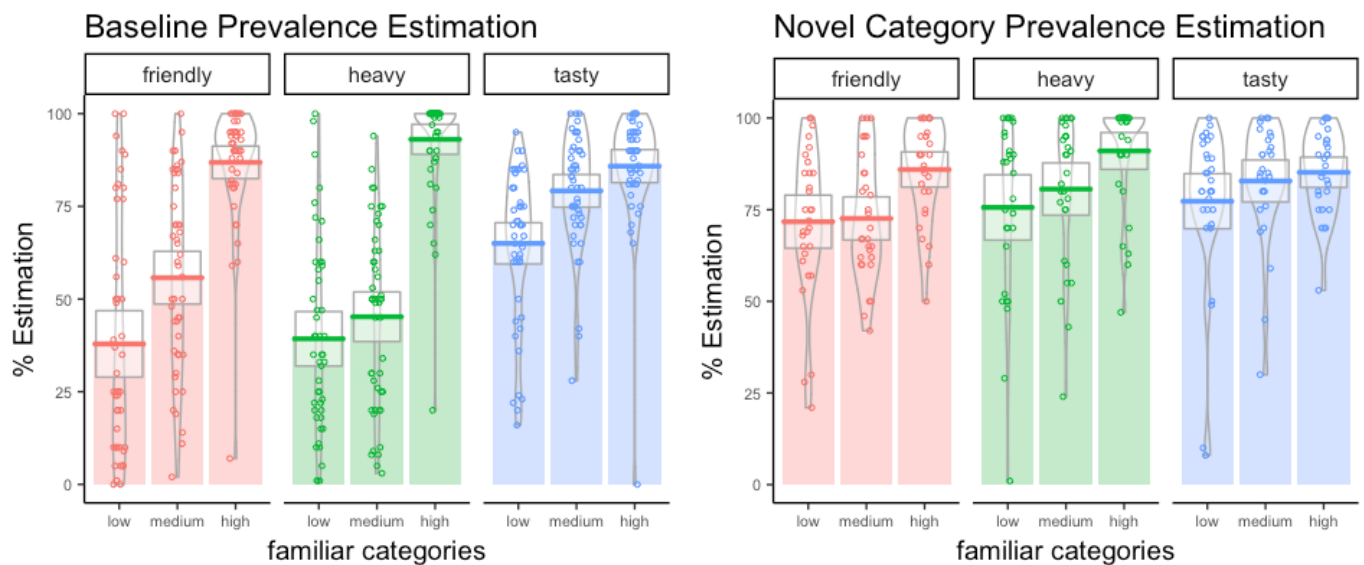 Baseline Prevalence Estimation
friendly heavy tasty
100
75
50
25
0
% Estimation
low medium high low medium high low medium high
familiar categories
Novel Category Prevalence Estimation
friendly heavy tasty
100
75
50
25
0
% Estimation
low medium high low medium high low medium high
familiar categories